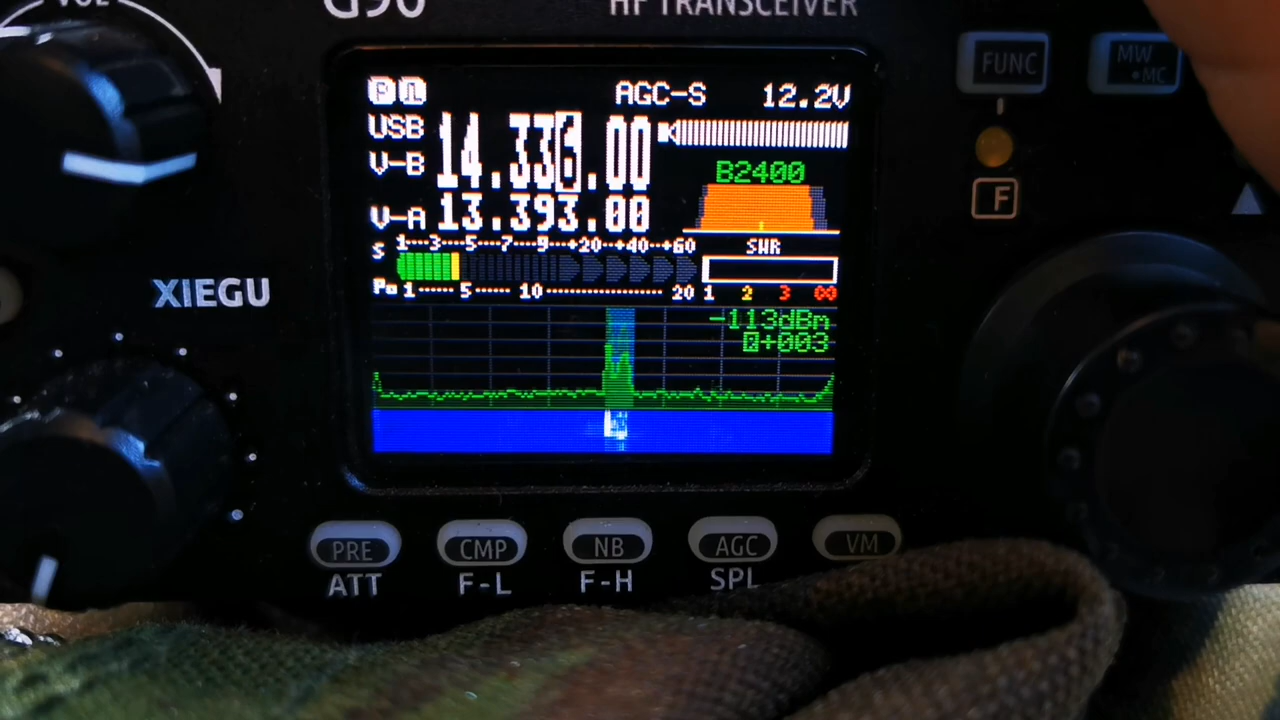 VOL
G90 HF TRANSCEIVER
P AGC-S 12.2V
USB 14.336.00
V-B B2400
V-A 13.393.00
S 1--3--5--7--9--+20--+40--+60 SWR
Po 1------5------10---------------20 1 2 3 ∞
-113dBm
0+003
XIEGU
FUNC
MW
•MC
F
PRE CMP NB AGC VM
ATT F-L F-H SPL